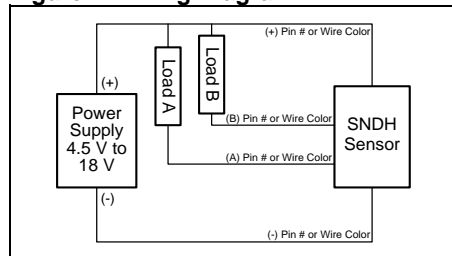 (+) Pin # or Wire Color
(+)
Load A
Load B
Power
Supply
4.5 V to
18 V
(B) Pin # or Wire Color
SNDH
Sensor
(A) Pin # or Wire Color
(-)
(-) Pin # or Wire Color